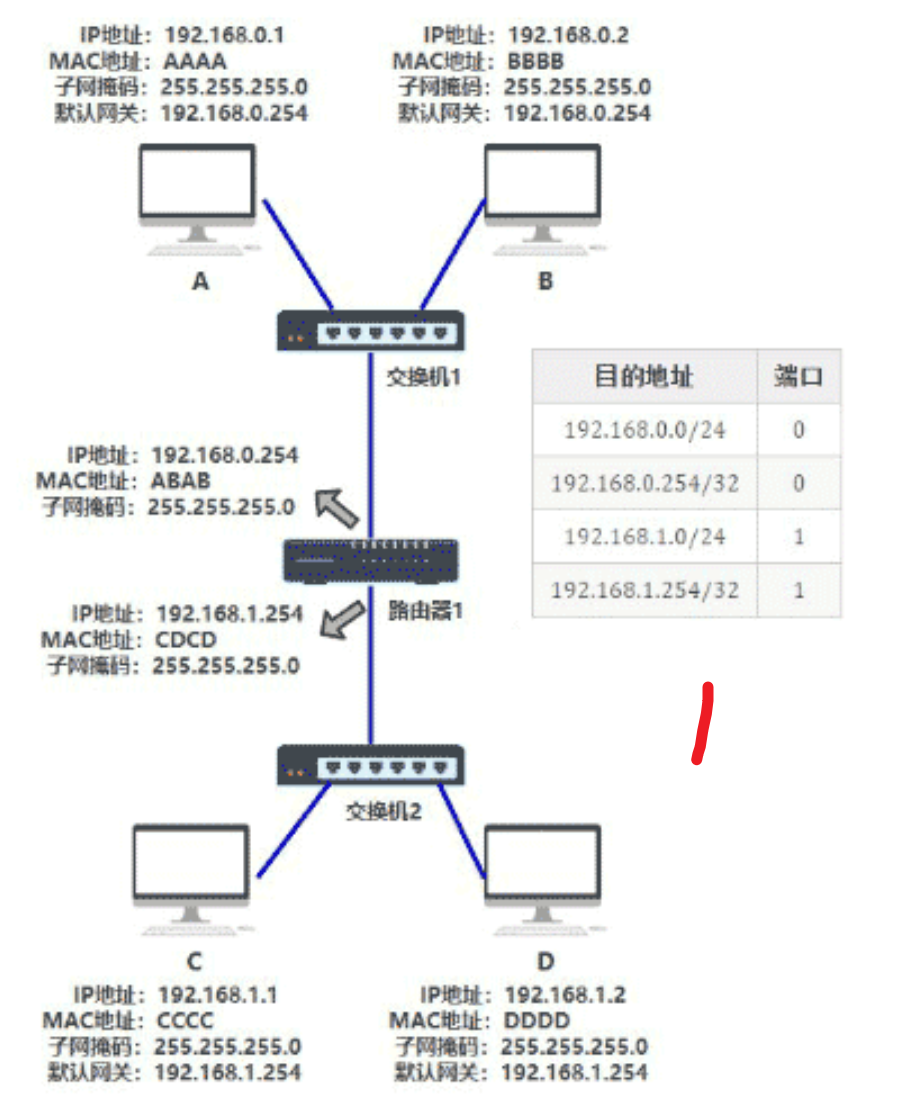 IP地址: 192.168.0.1
MAC地址: AAAA
子网掩码: 255.255.255.0
默认网关: 192.168.0.254
IP地址: 192.168.0.2
MAC地址: BBBB
子网掩码: 255.255.255.0
默认网关: 192.168.0.254
A
B
交换机1
目的地址 端口
192.168.0.0/24 0
192.168.0.254/32 0
192.168.1.0/24 1
192.168.1.254/32 1
IP地址: 192.168.0.254
MAC地址: ABAB
子网掩码: 255.255.255.0
路由器1
IP地址: 192.168.1.254
MAC地址: CDCD
子网掩码: 255.255.255.0
交换机2
C
IP地址: 192.168.1.1
MAC地址: CCCC
子网掩码: 255.255.255.0
默认网关: 192.168.1.254
D
IP地址: 192.168.1.2
MAC地址: DDDD
子网掩码: 255.255.255.0
默认网关: 192.168.1.254